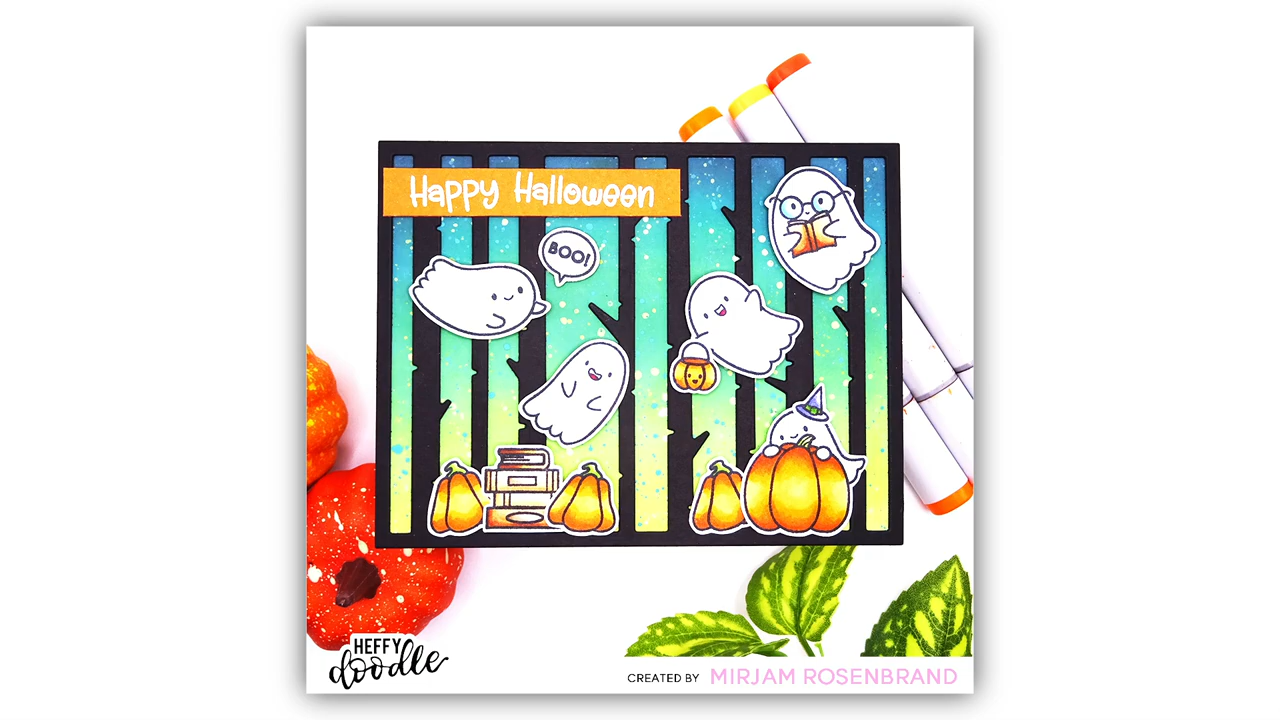 Happy Halloween
BOO!
HEFFY
doodle
CREATED BY MIRJAM ROSENBRAND